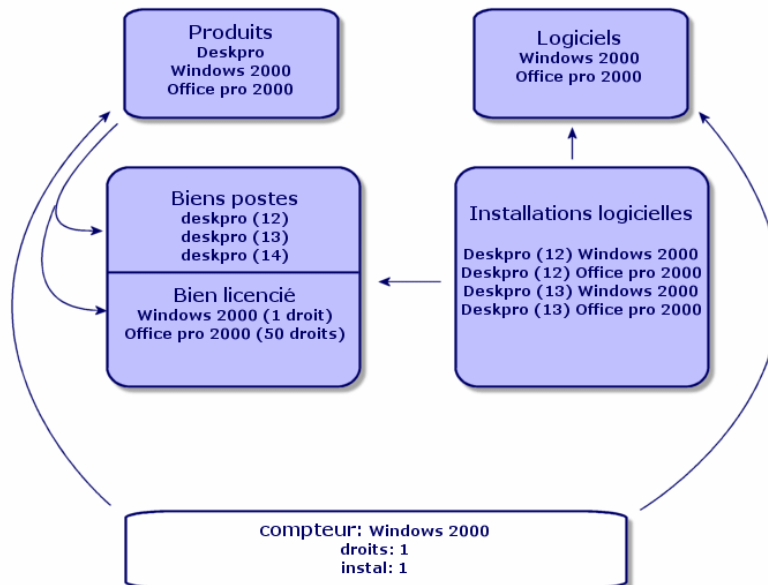 Produits
Deskpro
Windows 2000
Office pro 2000
Logiciels
Windows 2000
Office pro 2000
Biens postes
deskpro (12)
deskpro (13)
deskpro (14)
Bien licencié
Windows 2000 (1 droit)
Office pro 2000 (50 droits)
Installations logicielles
Deskpro (12) Windows 2000
Deskpro (12) Office pro 2000
Deskpro (13) Windows 2000
Deskpro (13) Office pro 2000
compteur: Windows 2000
droits: 1
instal: 1